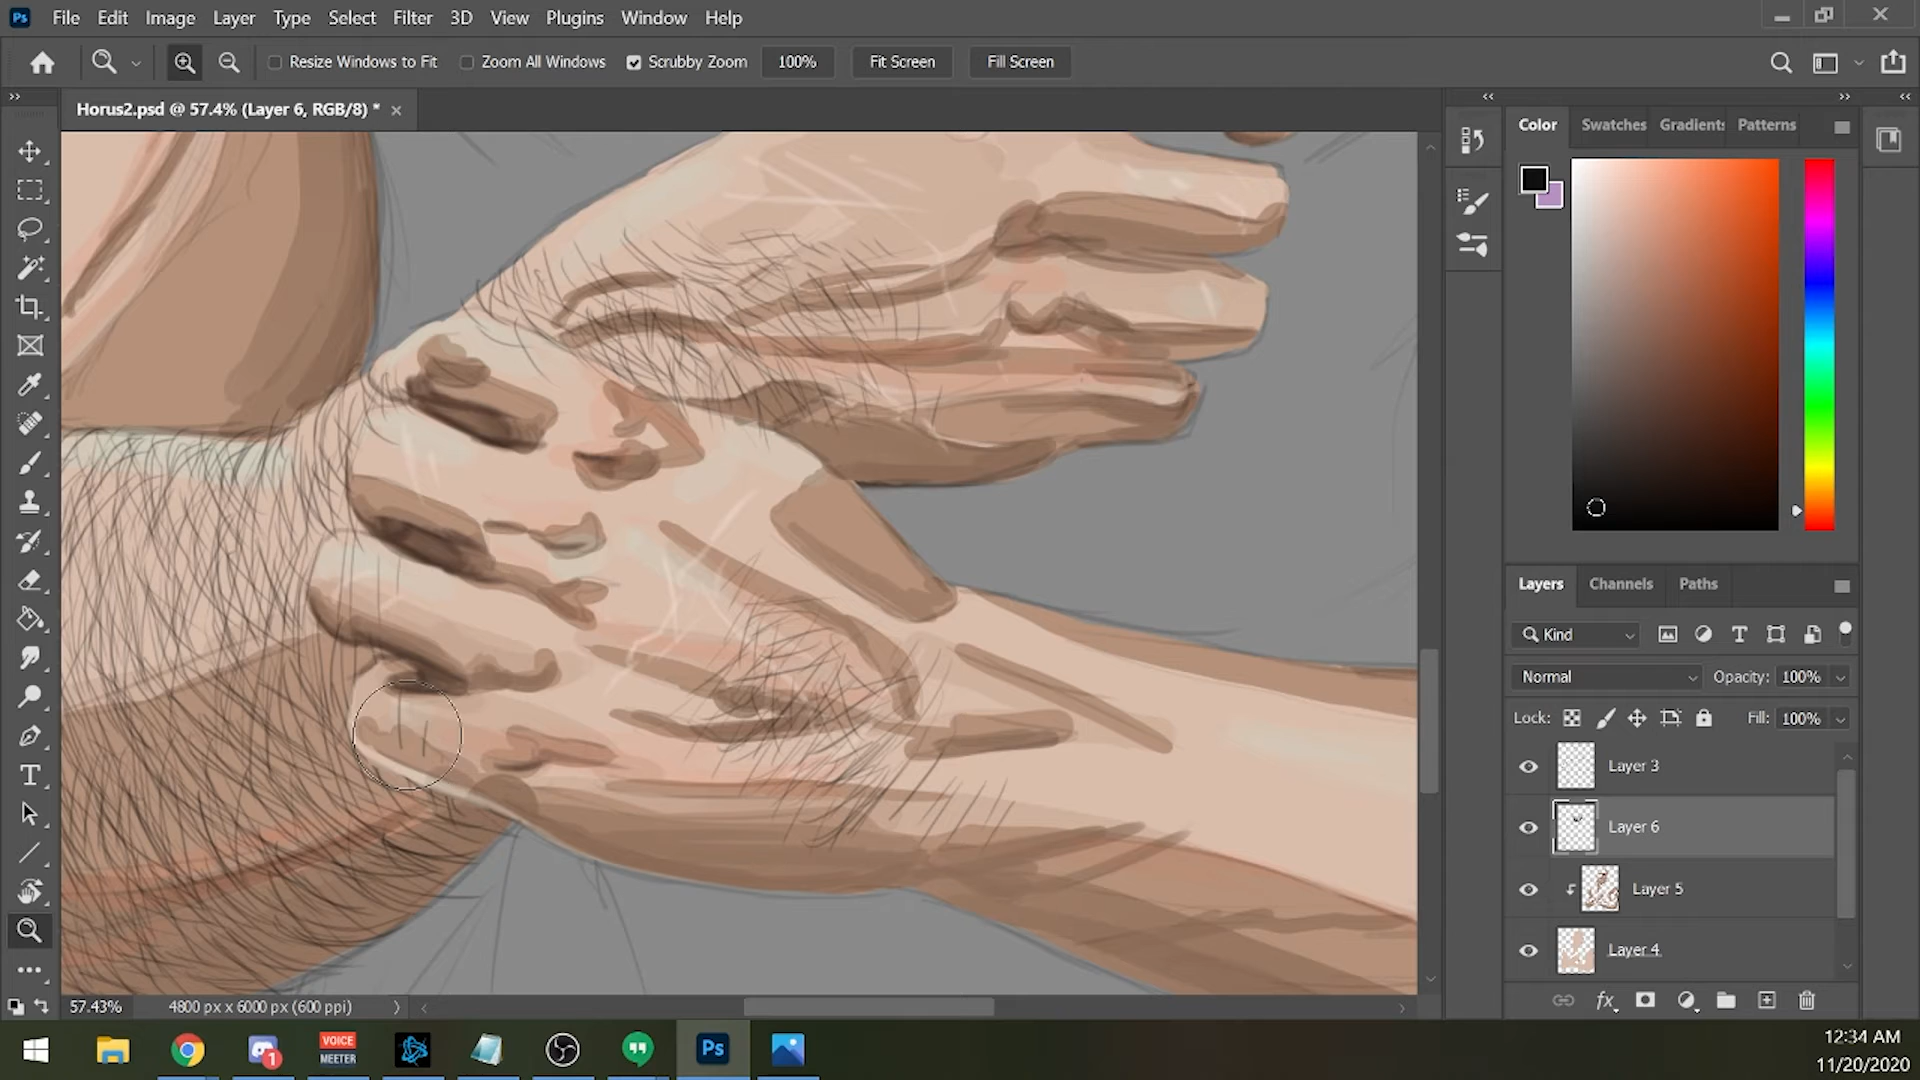 Ps File Edit Image Layer Type Select Filter 3D View Plugins Window Help
Resize Windows to Fit Zoom All Windows Scrubby Zoom 100% Fit Screen Fill Screen
Horus2.psd @ 57.4% (Layer 6, RGB/8) *
Color Swatches Gradients Patterns
Layers Channels Paths
Kind
Normal Opacity: 100%
Lock: Fill: 100%
Layer 3
Layer 6
Layer 5
Layer 4
fx
57.43% 4800 px x 6000 px (600 ppi)
1 VOICE MEETER Ps
12:34 AM
11/20/2020